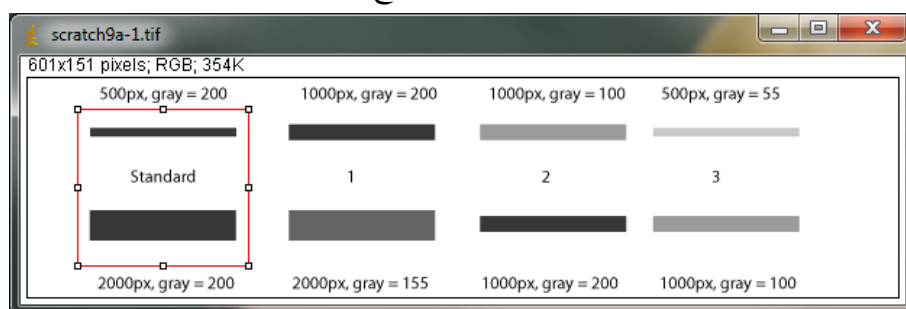 scratch9a-1.tif
601x151 pixels; RGB; 354K
500px, gray = 200 1000px, gray = 200 1000px, gray = 100 500px, gray = 55
Standard 1 2 3
2000px, gray = 200 2000px, gray = 155 1000px, gray = 200 1000px, gray = 100